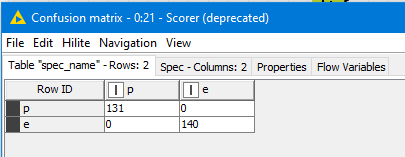 Confusion matrix - 0:21 - Scorer (deprecated)
File Edit Hilite Navigation View
Table "spec_name" - Rows: 2 Spec - Columns: 2 Properties Flow Variables
Row ID I p I e
p 131 0
e 0 140